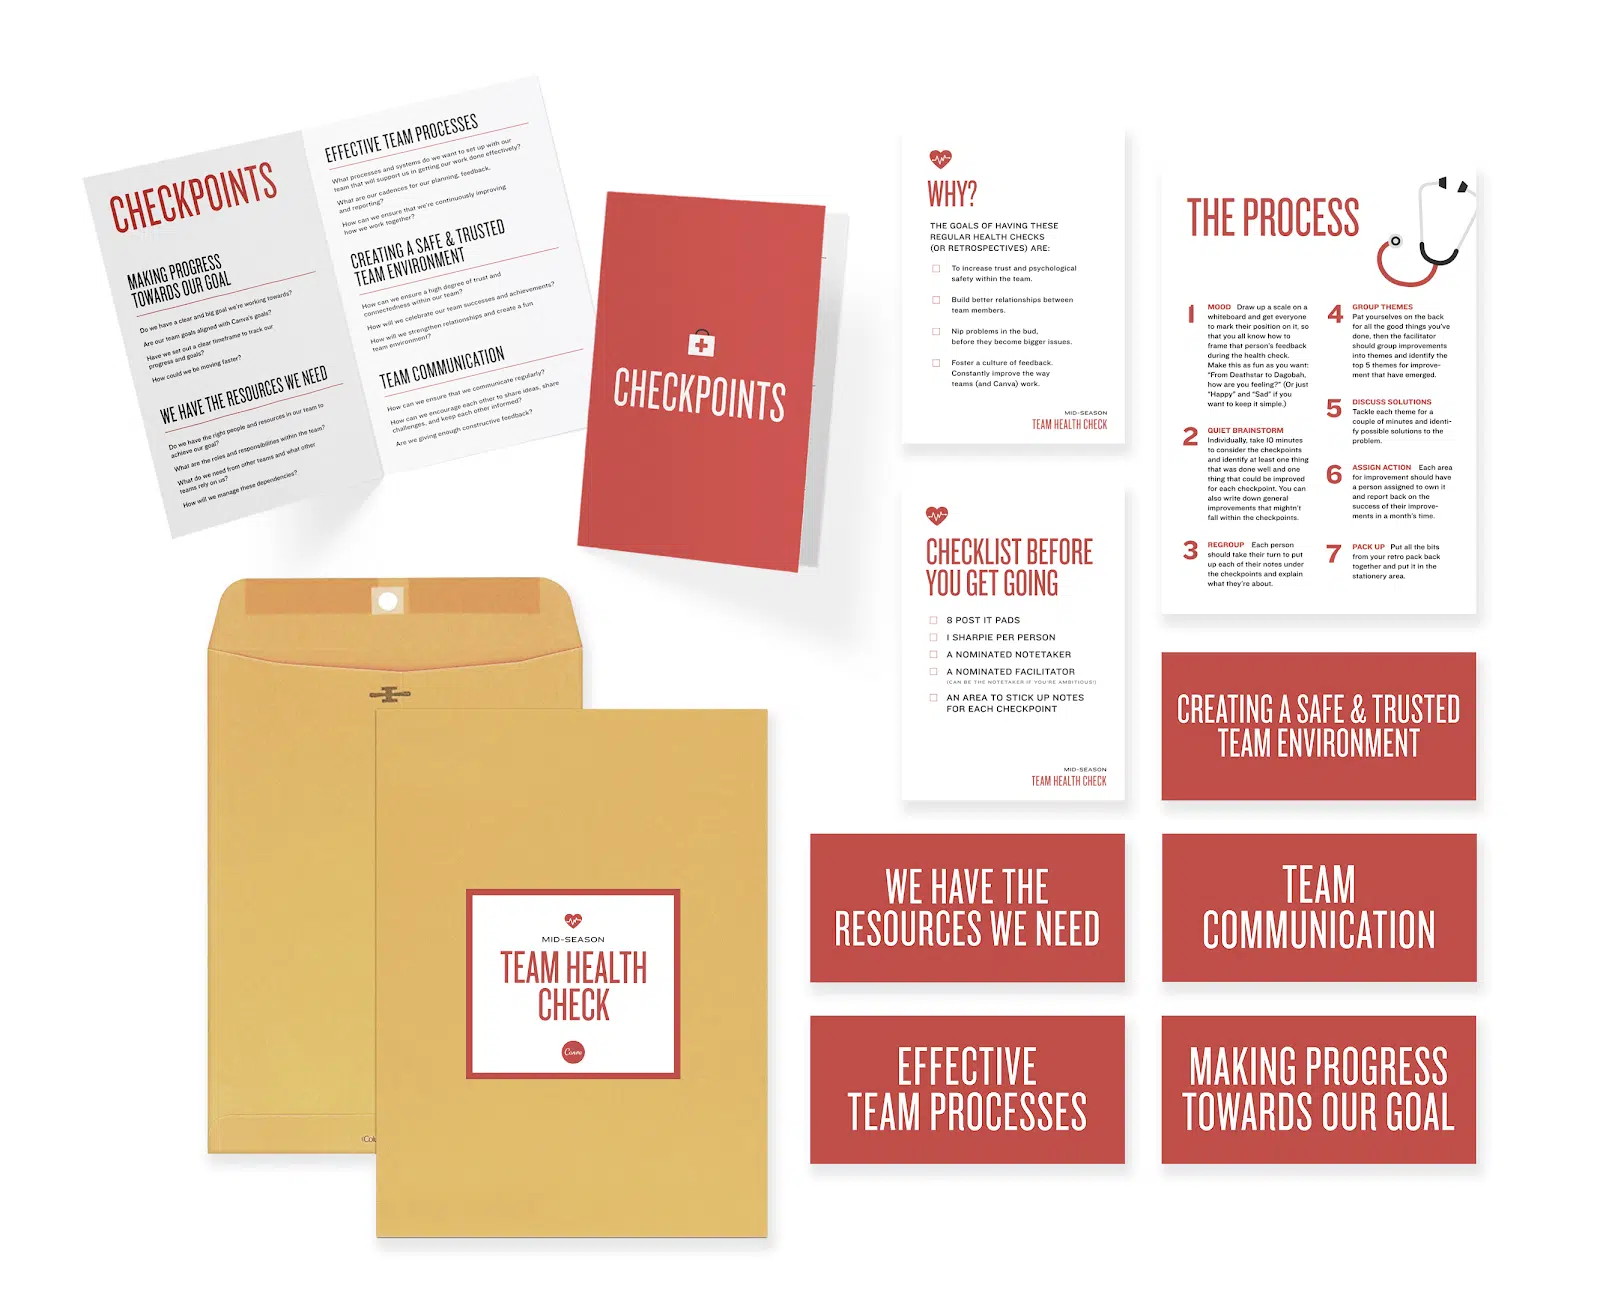 CHECKPOINTS
MAKING PROGRESS
TOWARDS OUR GOAL
Do we have a clear and big goal we're working towards?
Are our team goals aligned with Canva's goals?
Have we set out a clear timeframe to track our
progress and goals?
How could we be moving faster?
WE HAVE THE RESOURCES WE NEED
Do we have the right people and resources in our team to
achieve our goal?
What are the roles and responsibilities within the team?
What do we need from other teams and what other
teams rely on us?
How will we manage these dependencies?
EFFECTIVE TEAM PROCESSES
What processes and systems do we want to set up with our
team that will support us in getting our work done effectively?
What are our cadences for our planning, feedback,
and reporting?
How can we ensure that we're continuously improving
how we work together?
CREATING A SAFE & TRUSTED
TEAM ENVIRONMENT
How can we ensure a high degree of trust and
connectedness within our team?
How will we celebrate our team successes and achievements?
How will we strengthen relationships and create a fun
team environment?
TEAM COMMUNICATION
How can we ensure that we communicate regularly?
How can we encourage each other to share ideas, share
challenges, and keep each other informed?
Are we giving enough constructive feedback?
CHECKPOINTS
WHY?
THE GOALS OF HAVING THESE
REGULAR HEALTH CHECKS
(OR RETROSPECTIVES) ARE:
To increase trust and psychological
safety within the team.
Build better relationships between
team members.
Nip problems in the bud,
before they become bigger issues.
Foster a culture of feedback.
Constantly improve the way
teams (and Canva) work.
MID-SEASON
TEAM HEALTH CHECK
THE PROCESS
1 MOOD Draw up a scale on a
whiteboard and get everyone
to mark their position on it, so
that you all know how to
frame that person's feedback
during the health check.
Make this as fun as you want:
"From Deathstar to Dagobah,
how are you feeling?" (Or just
"Happy" and "Sad" if you
want to keep it simple.)
2 QUIET BRAINSTORM
Individually, take 10 minutes
to consider the checkpoints
and identify at least one thing
that was done well and one
thing that could be improved
for each checkpoint. You can
also write down general
improvements that mightn't
fall within the checkpoints.
3 REGROUP Each person
should take their turn to put
up each of their notes under
the checkpoints and explain
what they're about.
4 GROUP THEMES
Pat yourselves on the back
for all the good things you've
done, then the facilitator
should group improvements
into themes and identify the
top 5 themes for improve-
ment that have emerged.
5 DISCUSS SOLUTIONS
Tackle each theme for a
couple of minutes and identi-
fy possible solutions to the
problem.
6 ASSIGN ACTION Each area
for improvement should have
a person assigned to own it
and report back on the
success of their improve-
ments in a month's time.
7 PACK UP Put all the bits
from your retro pack back
together and put it in the
stationery area.
CHECKLIST BEFORE
YOU GET GOING
8 POST IT PADS
1 SHARPIE PER PERSON
A NOMINATED NOTETAKER
A NOMINATED FACILITATOR
(CAN BE THE NOTETAKER IF YOU'RE AMBITIOUS!)
AN AREA TO STICK UP NOTES
FOR EACH CHECKPOINT
MID-SEASON
TEAM HEALTH CHECK
MID-SEASON
TEAM HEALTH
CHECK
Canva
CREATING A SAFE & TRUSTED
TEAM ENVIRONMENT
WE HAVE THE
RESOURCES WE NEED
TEAM
COMMUNICATION
EFFECTIVE
TEAM PROCESSES
MAKING PROGRESS
TOWARDS OUR GOAL